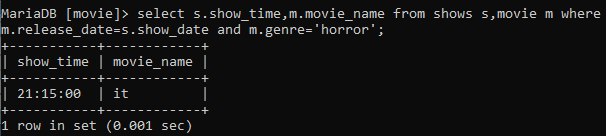 MariaDB [movie]> select s.show_time,m.movie_name from shows s,movie m where
m.release_date=s.show_date and m.genre='horror';
+-----------+------------+
| show_time | movie_name |
+-----------+------------+
| 21:15:00  | it         |
+-----------+------------+
1 row in set (0.001 sec)